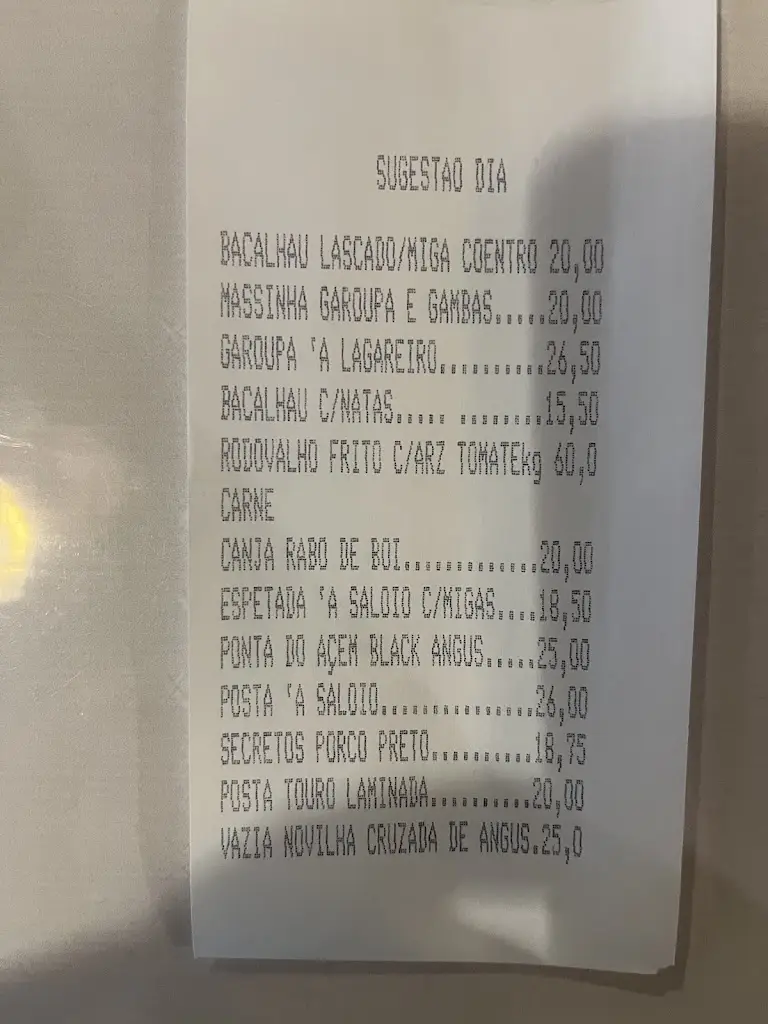 SUGESTAO DIA
BACALHAU LASCADO/MIGA COENTRO 20,00
MASSINHA GAROUPA E GAMBAS.....20,00
GAROUPA 'A LAGAREIRO..........26,50
BACALHAU C/NATAS..... ........15,50
RODOVALHO FRITO C/ARZ TOMATEkg 60,0
CARNE
CANJA RABO DE BOI.............20,00
ESPETADA 'A SALOIO C/MIGAS....18,50
PONTA DO AÇEM BLACK ANGUS.....25,00
POSTA 'A SALOIO...............26,00
SECRETOS PORCO PRETO..........18,75
POSTA TOURO LAMINADA..........20,00
VAZIA NOVILHA CRUZADA DE ANGUS.25,0